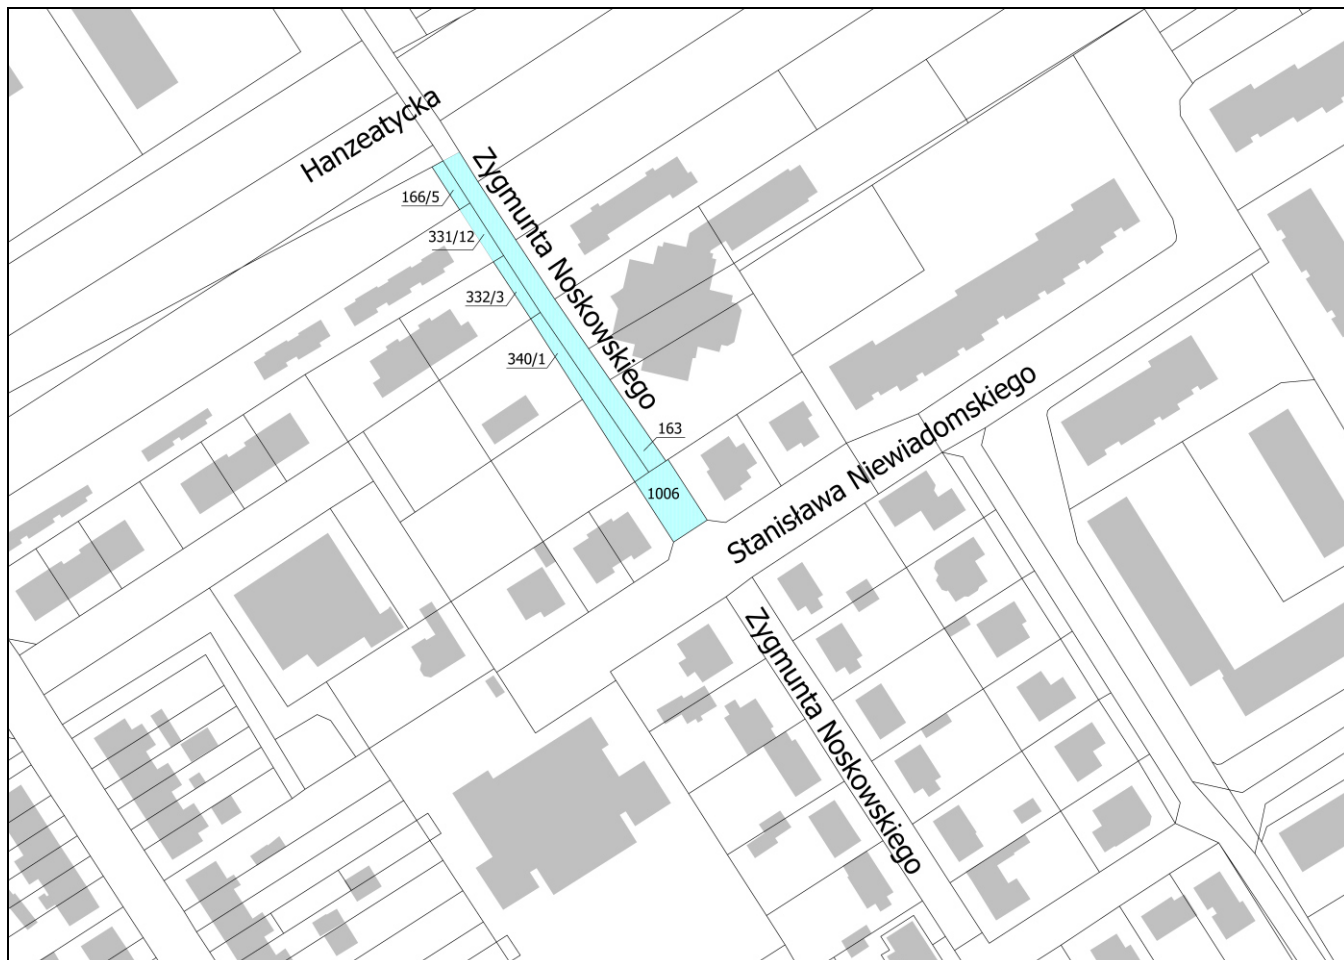 Hanzeatycka
Zygmunta Noskowskiego
166/5
331/12
332/3
340/1
163
1006
Stanisława Niewiadomskiego
Zygmunta Noskowskiego